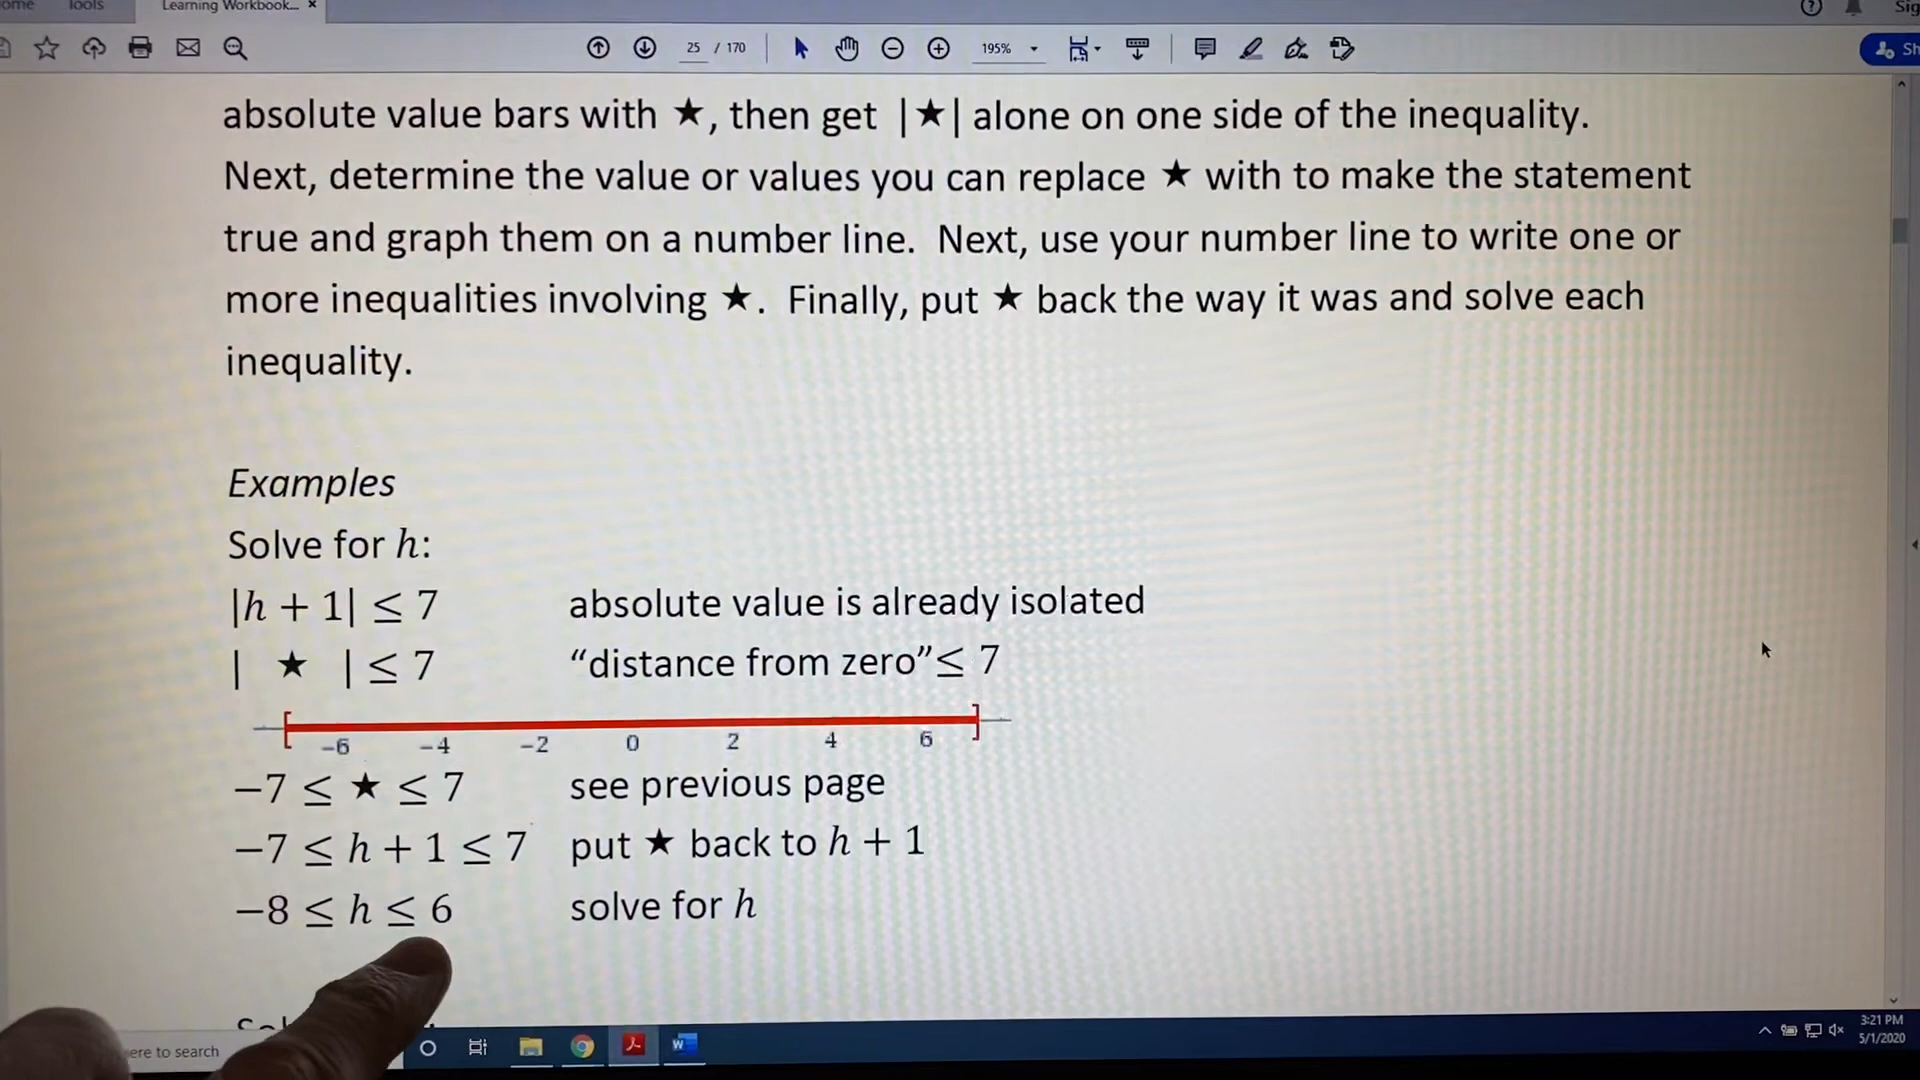 Tools
Learning Workbook... ×
25 / 170
195%
absolute value bars with ★, then get |★| alone on one side of the inequality.
Next, determine the value or values you can replace ★ with to make the statement
true and graph them on a number line. Next, use your number line to write one or
more inequalities involving ★. Finally, put ★ back the way it was and solve each
inequality.
Examples
Solve for h:
|h + 1| ≤ 7 absolute value is already isolated
| ★ | ≤ 7 “distance from zero”≤ 7
−6 −4 −2 0 2 4 6
−7 ≤ ★ ≤ 7 see previous page
−7 ≤ h + 1 ≤ 7 put ★ back to h + 1
−8 ≤ h ≤ 6 solve for h
ere to search
3:21 PM
5/1/2020